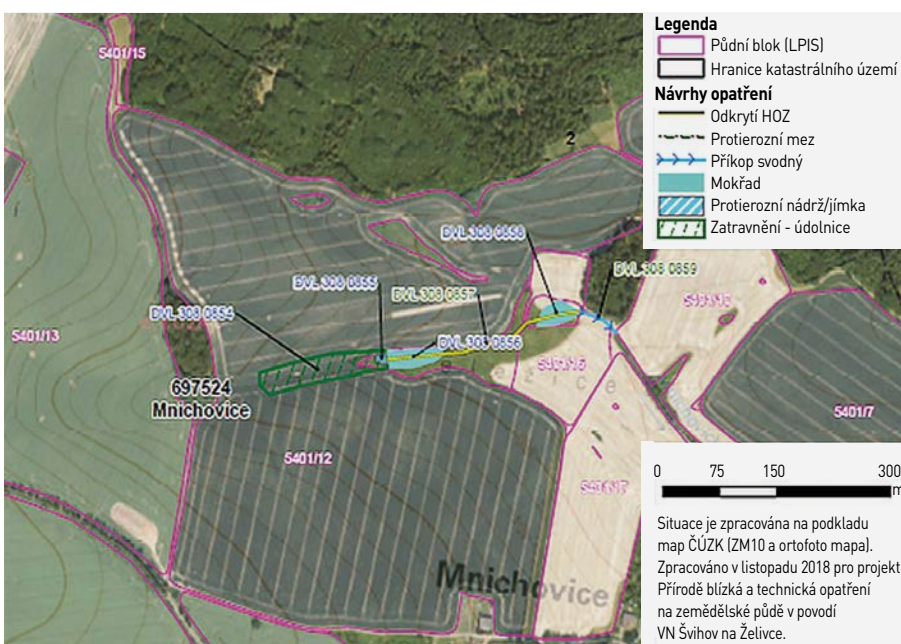 5401/15
2
DVL 308 0858
DVL 308 0859
DVL 308 0855
DVL 308 0857
DVL 308 0854
DVL 308 0856
5401/13
697524
Mnichovice
5401/7
5401/12
Mnichovice
Legenda
Půdní blok (LPIS)
Hranice katastrálního území
Návrhy opatření
Odkrytí HOZ
Protierozní mez
Příkop svodný
Mokřad
Protierozní nádrž/jímka
Zatravnění - údolnice
0 75 150 300
m
Situace je zpracována na podkladu
map ČÚZK (ZM10 a ortofoto mapa).
Zpracováno v listopadu 2018 pro projekt
Přírodě blízká a technická opatření
na zemědělské půdě v povodí
VN Švihov na Želivce.